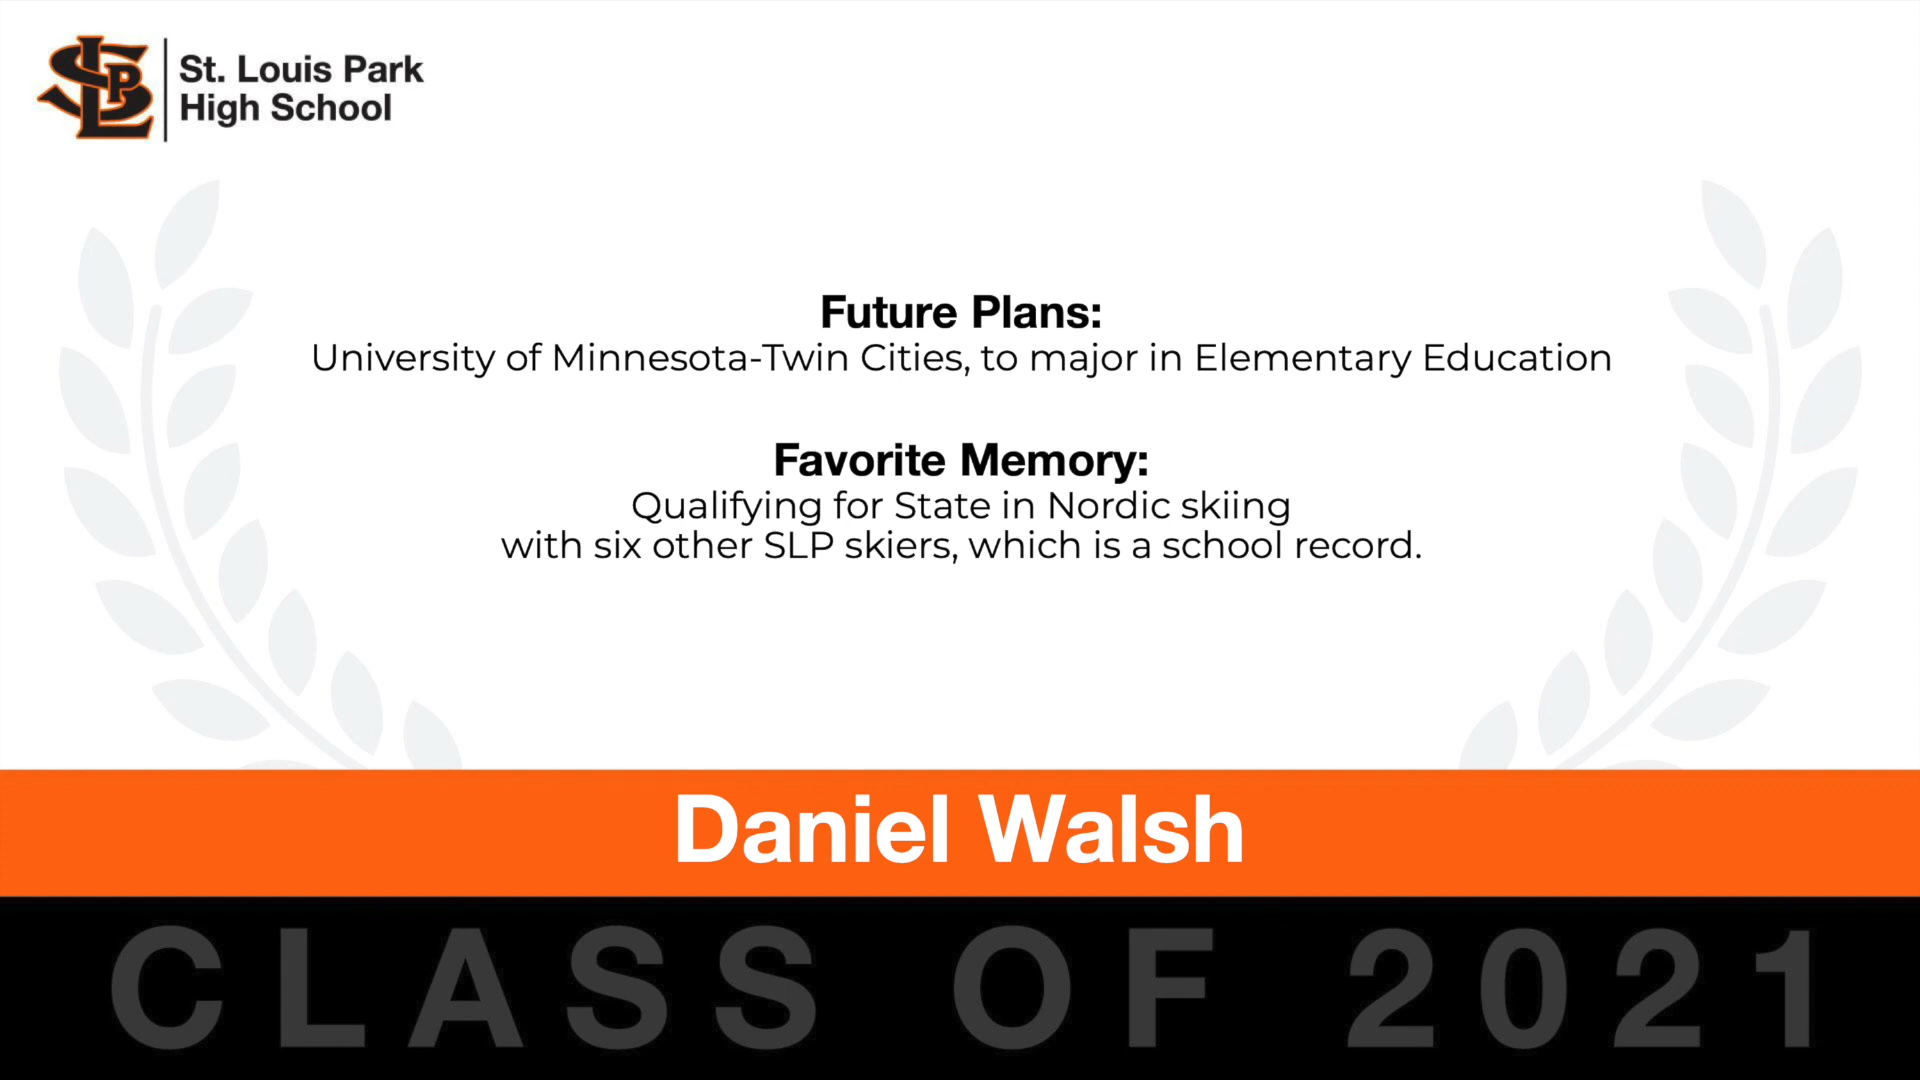 SLP
St. Louis Park
High School
Future Plans:
University of Minnesota-Twin Cities, to major in Elementary Education
Favorite Memory:
Qualifying for State in Nordic skiing
with six other SLP skiers, which is a school record.
Daniel Walsh
CLASS OF 2021